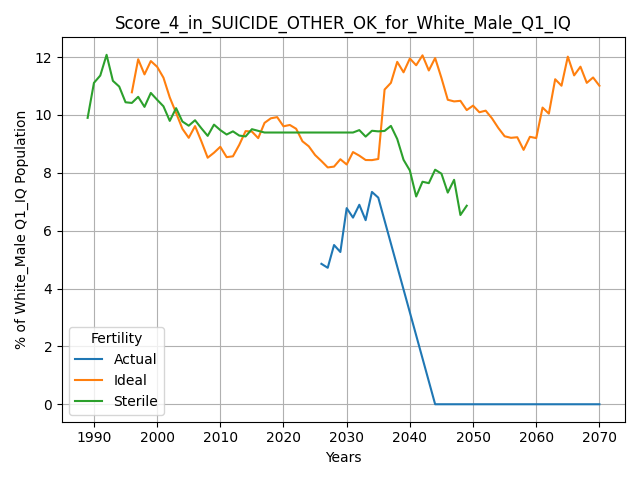 Score_4_in_SUICIDE_OTHER_OK_for_White_Male_Q1_IQ
% of White_Male Q1_IQ Population
12
10
8
6
4
2
0
Fertility
Actual
Ideal
Sterile
1990 2000 2010 2020 2030 2040 2050 2060 2070
Years